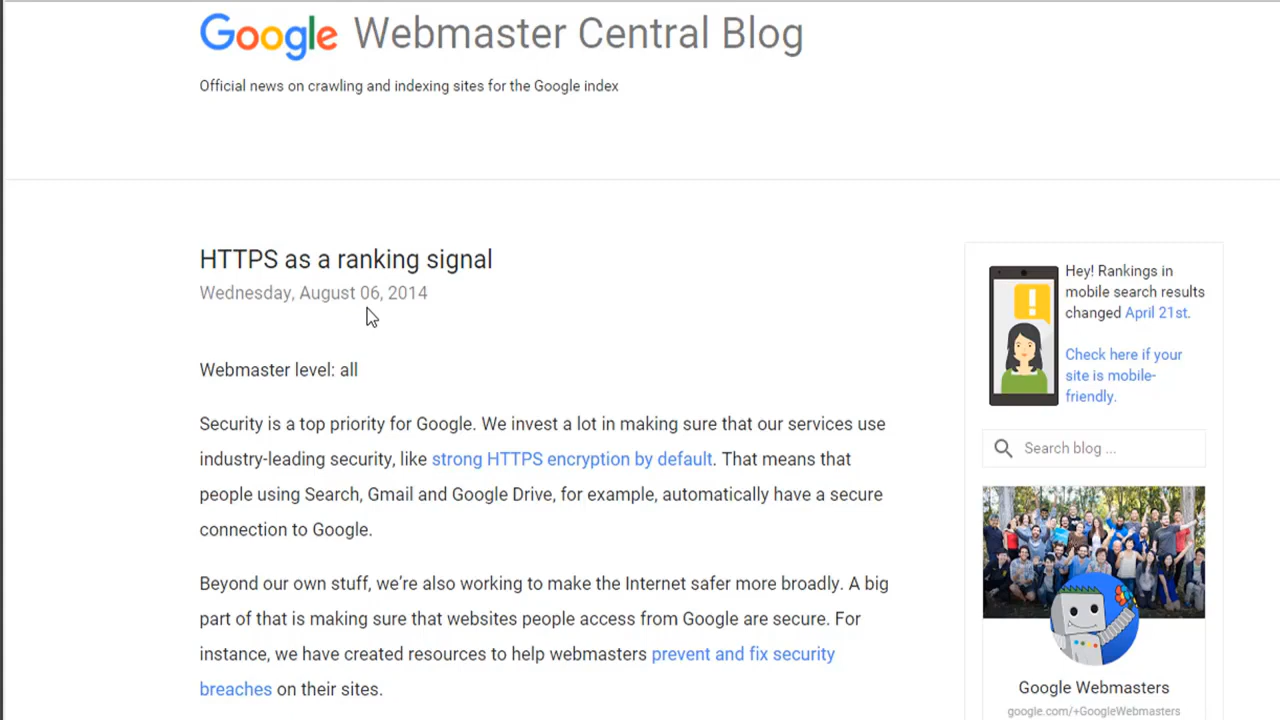 Google Webmaster Central Blog
Official news on crawling and indexing sites for the Google index
HTTPS as a ranking signal
Wednesday, August 06, 2014
Webmaster level: all
Security is a top priority for Google. We invest a lot in making sure that our services use
industry-leading security, like strong HTTPS encryption by default. That means that
people using Search, Gmail and Google Drive, for example, automatically have a secure
connection to Google.
Beyond our own stuff, we're also working to make the Internet safer more broadly. A big
part of that is making sure that websites people access from Google are secure. For
instance, we have created resources to help webmasters prevent and fix security
breaches on their sites.
Hey! Rankings in
mobile search results
changed April 21st.
Check here if your
site is mobile-
friendly.
Search blog ...
Google Webmasters
google.com/+GoogleWebmasters